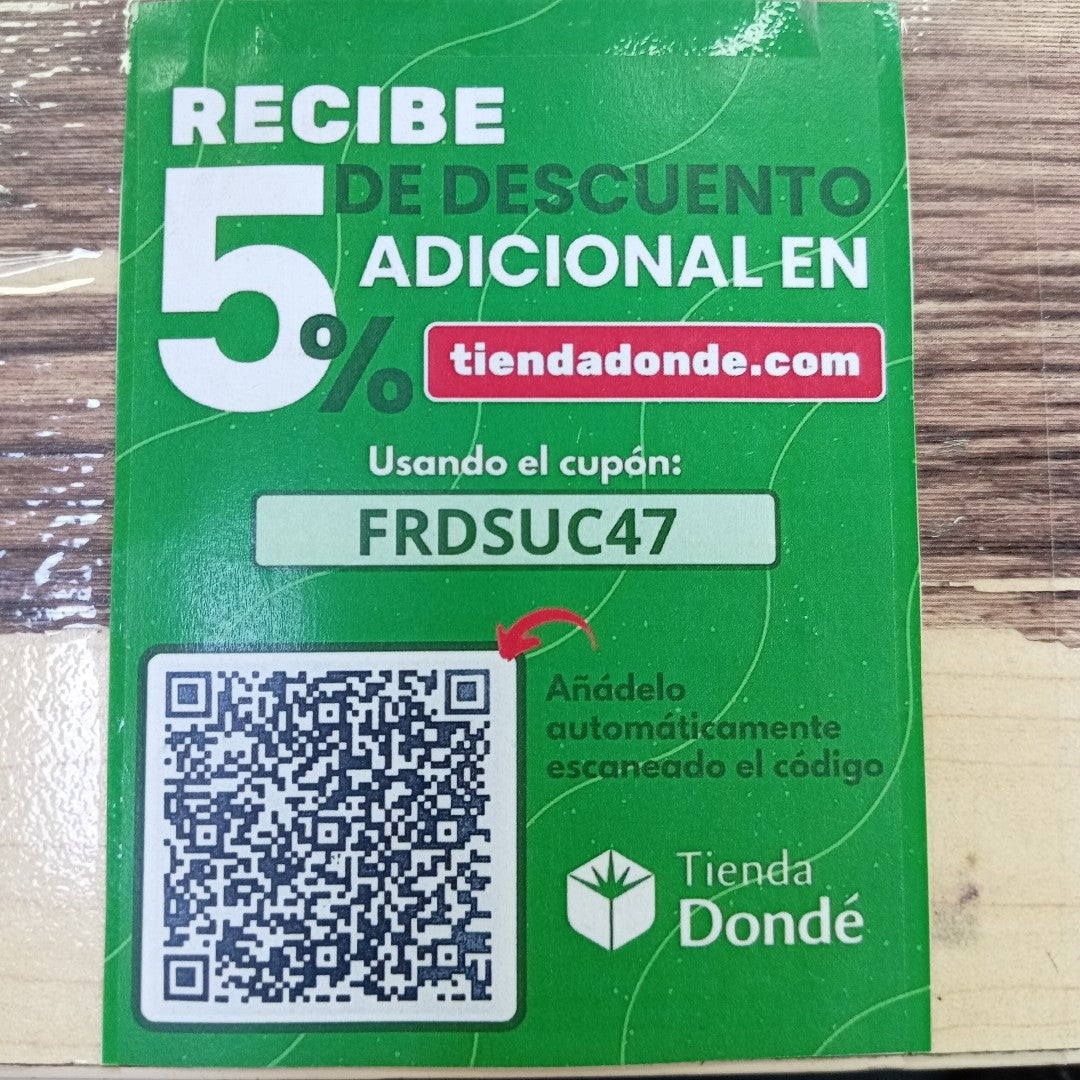 RECIBE
5% DE DESCUENTO
ADICIONAL EN
tiendadonde.com
Usando el cupón:
FRDSUC47
Añádelo
automáticamente
escaneado el código
Tienda
Dondé